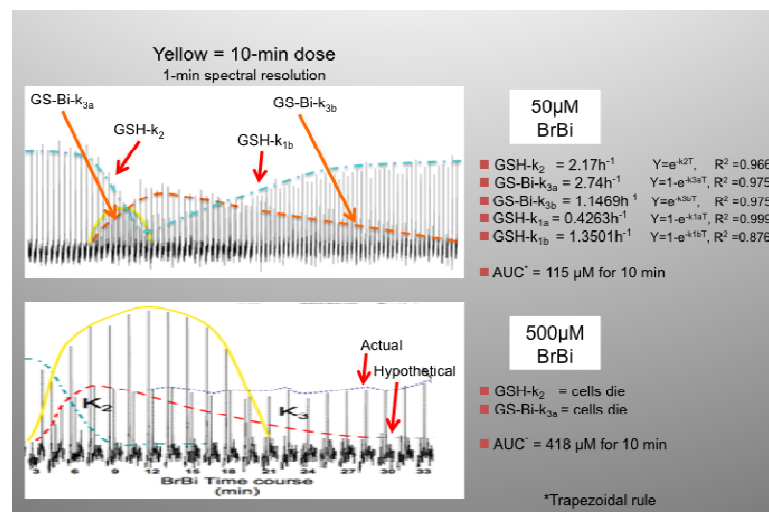 Yellow = 10-min dose
1-min spectral resolution
GS-Bi-k3a
GSH-k2
GS-Bi-k3b
GSH-k1b
50µM
BrBi
GSH-k2 = 2.17h-1 Y=e-k2T, R2 =0.966
GS-Bi-k3a = 2.74h-1 Y=1-e-k3aT, R2 =0.975
GS-Bi-k3b = 1.1469h-1 Y=e-k3bT, R2 =0.975
GSH-k1a = 0.4263h-1 Y=1-e-k1aT, R2 =0.999
GSH-k1b = 1.3501h-1 Y=1-e-k1bT, R2 =0.876
AUC* = 115 µM for 10 min
Actual
Hypothetical
K2
K3
3 6 9 12 15 18 21 24 27 30 33
BrBi Time course
(min)
500µM
BrBi
GSH-k2 = cells die
GS-Bi-k3a = cells die
AUC* = 418 µM for 10 min
*Trapezoidal rule